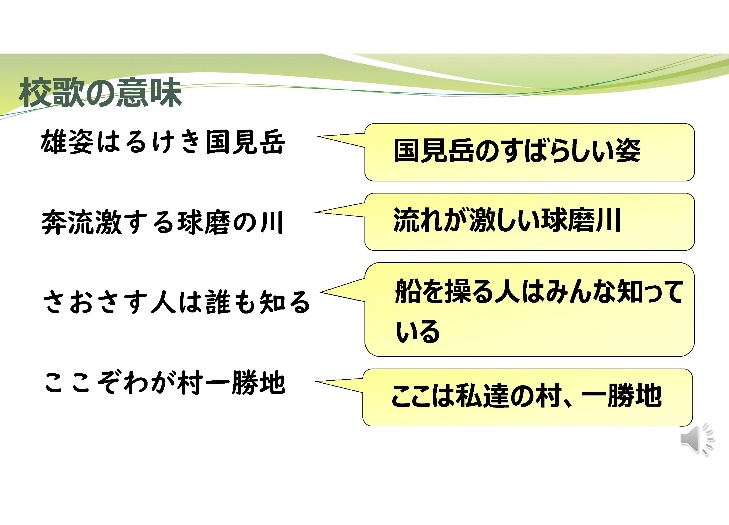 校歌の意味
雄姿はるけき国見岳
国見岳のすばらしい姿
奔流激する球磨の川
流れが激しい球磨川
さおさす人は誰も知る
船を操る人はみんな知って
いる
ここぞわが村一勝地
ここは私達の村、一勝地